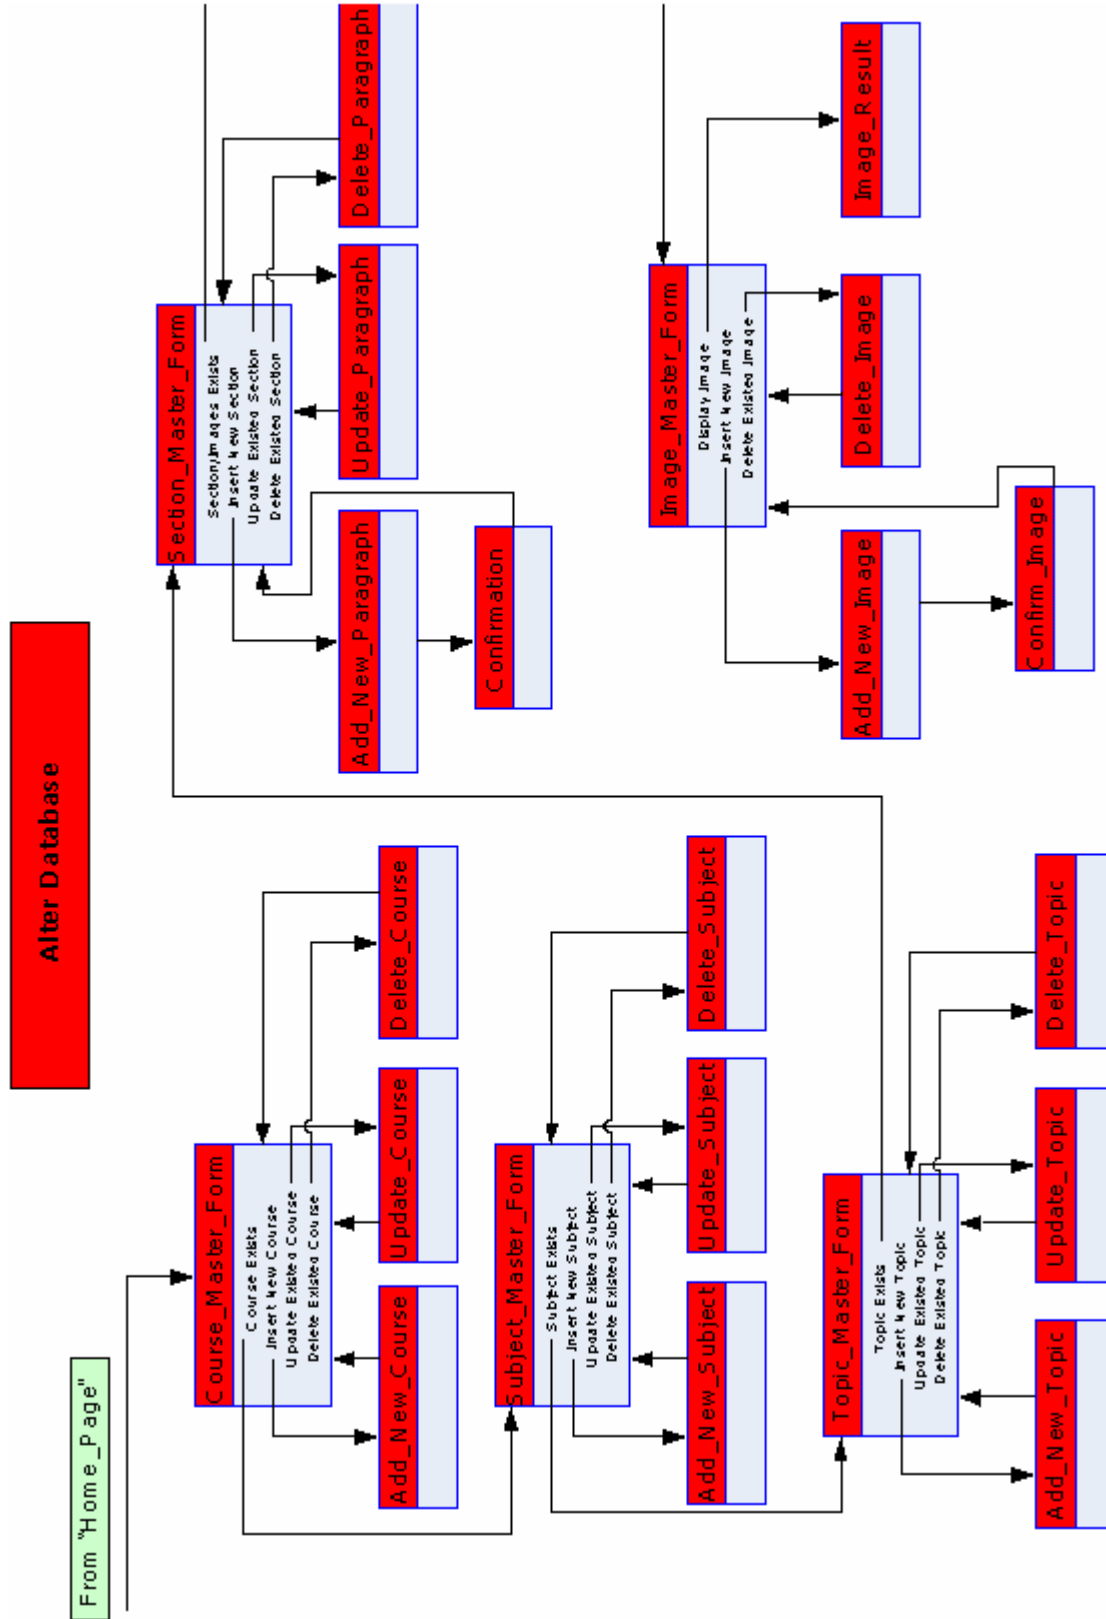 Alter Database
From "Home_Page"
Course_Master_Form
Course Exists
Insert New Course
Update Existed Course
Delete Existed Course
Add_New_Course
Update_Course
Delete_Course
Subject_Master_Form
Subject Exists
Insert New Subject
Update Existed Subject
Delete Existed Subject
Add_New_Subject
Update_Subject
Delete_Subject
Topic_Master_Form
Topic Exists
Insert New Topic
Update Existed Topic
Delete Existed Topic
Add_New_Topic
Update_Topic
Delete_Topic
Section_Master_Form
Section/Images Exists
Insert New Section
Update Existed Section
Delete Existed Section
Add_New_Paragraph
Update_Paragraph
Delete_Paragraph
Confirmation
Image_Master_Form
Display Image
Insert New Image
Delete Existed Image
Add_New_Image
Delete_Image
Image_Result
Confirm_Image